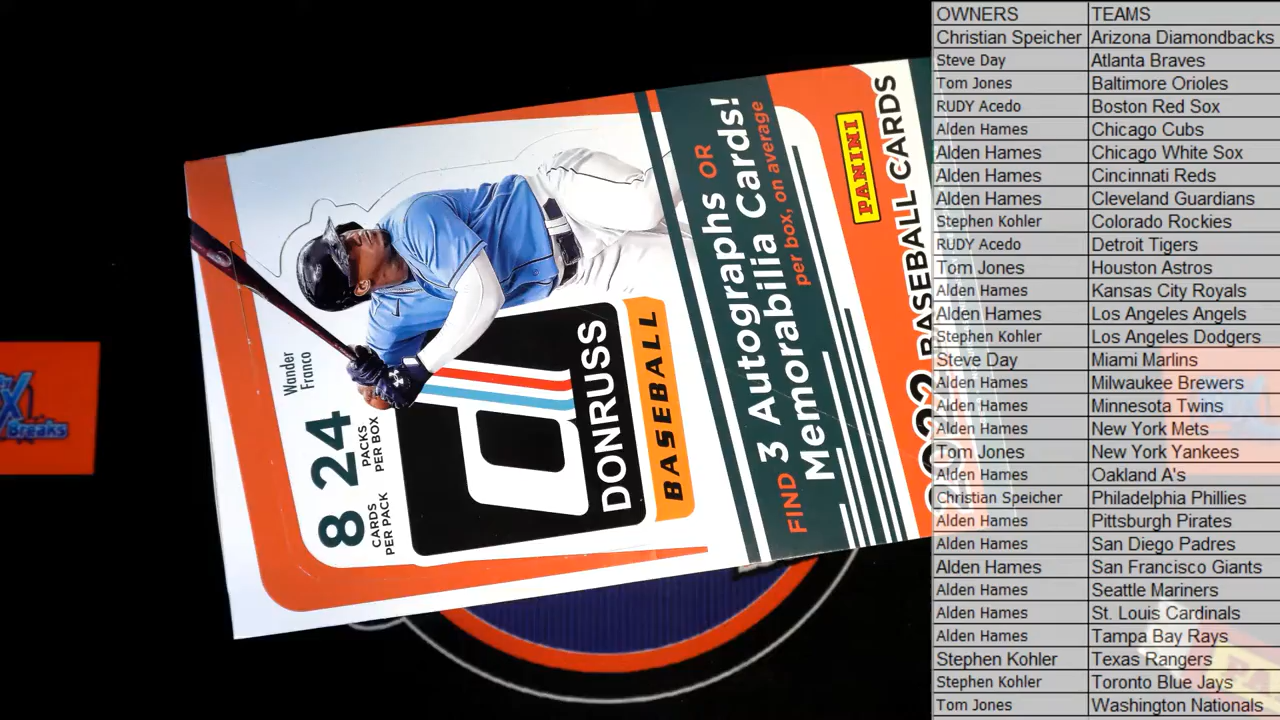 X
Breaks
Wander
Franco
8 CARDS PER PACK
24 PACKS PER BOX
DONRUSS
BASEBALL
FIND 3 Autographs OR
Memorabilia Cards!
per box, on average
PANINI
2022 BASEBALL CARDS
OWNERS TEAMS
Christian Speicher Arizona Diamondbacks
Steve Day Atlanta Braves
Tom Jones Baltimore Orioles
RUDY Acedo Boston Red Sox
Alden Hames Chicago Cubs
Alden Hames Chicago White Sox
Alden Hames Cincinnati Reds
Alden Hames Cleveland Guardians
Stephen Kohler Colorado Rockies
RUDY Acedo Detroit Tigers
Tom Jones Houston Astros
Alden Hames Kansas City Royals
Alden Hames Los Angeles Angels
Stephen Kohler Los Angeles Dodgers
Steve Day Miami Marlins
Alden Hames Milwaukee Brewers
Alden Hames Minnesota Twins
Alden Hames New York Mets
Tom Jones New York Yankees
Alden Hames Oakland A's
Christian Speicher Philadelphia Phillies
Alden Hames Pittsburgh Pirates
Alden Hames San Diego Padres
Alden Hames San Francisco Giants
Alden Hames Seattle Mariners
Alden Hames St. Louis Cardinals
Alden Hames Tampa Bay Rays
Stephen Kohler Texas Rangers
Stephen Kohler Toronto Blue Jays
Tom Jones Washington Nationals